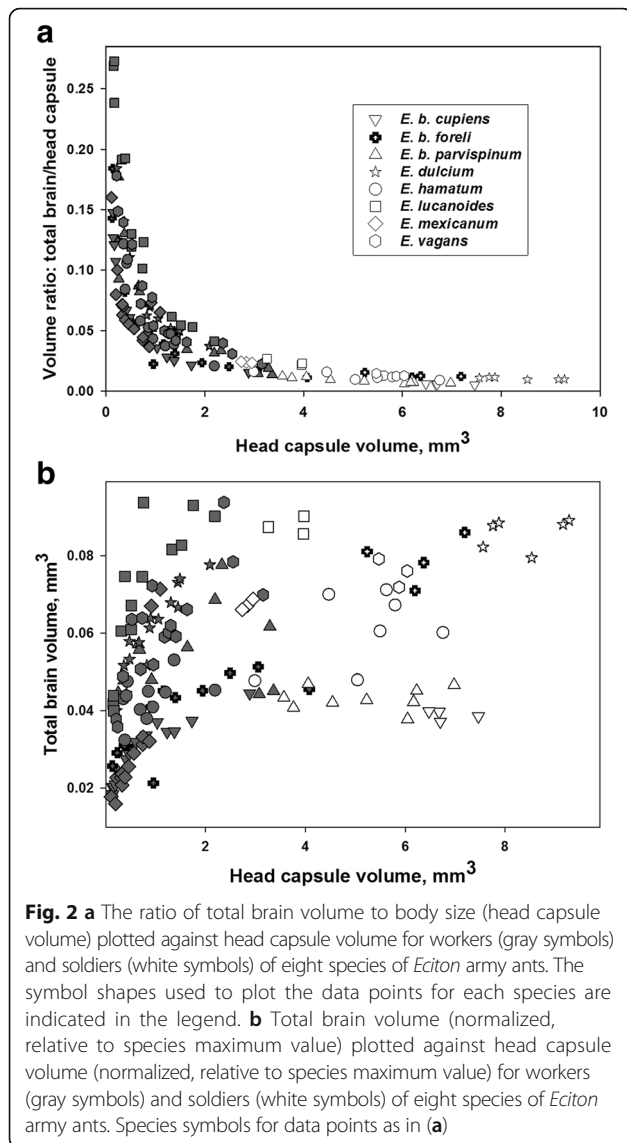 a
Volume ratio: total brain/head capsule
0.25
0.20
0.15
0.10
0.05
0.00
E. b. cupiens
E. b. foreli
E. b. parvispinum
E. dulcium
E. hamatum
E. lucanoides
E. mexicanum
E. vagans
0 2 4 6 8 10
Head capsule volume, mm3
b
Total brain volume, mm3
0.08
0.06
0.04
0.02
2 4 6 8
Head capsule volume, mm3
Fig. 2 a The ratio of total brain volume to body size (head capsule
volume) plotted against head capsule volume for workers (gray symbols)
and soldiers (white symbols) of eight species of Eciton army ants. The
symbol shapes used to plot the data points for each species are
indicated in the legend. b Total brain volume (normalized,
relative to species maximum value) plotted against head capsule
volume (normalized, relative to species maximum value) for workers
(gray symbols) and soldiers (white symbols) of eight species of Eciton
army ants. Species symbols for data points as in (a)